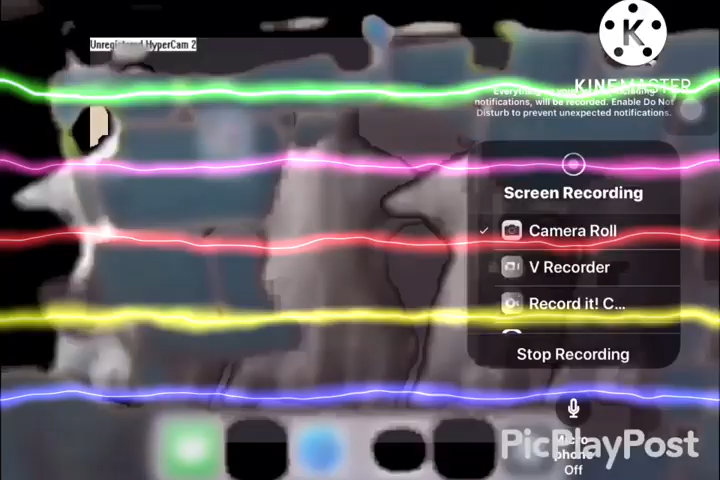 Unregistered HyperCam 2
K
KINEMASTER
notifications, will be recorded. Enable Do Not
Disturb to prevent unexpected notifications.
Screen Recording
Camera Roll
V Recorder
Record it! C...
Stop Recording
PicPlayPost
Off